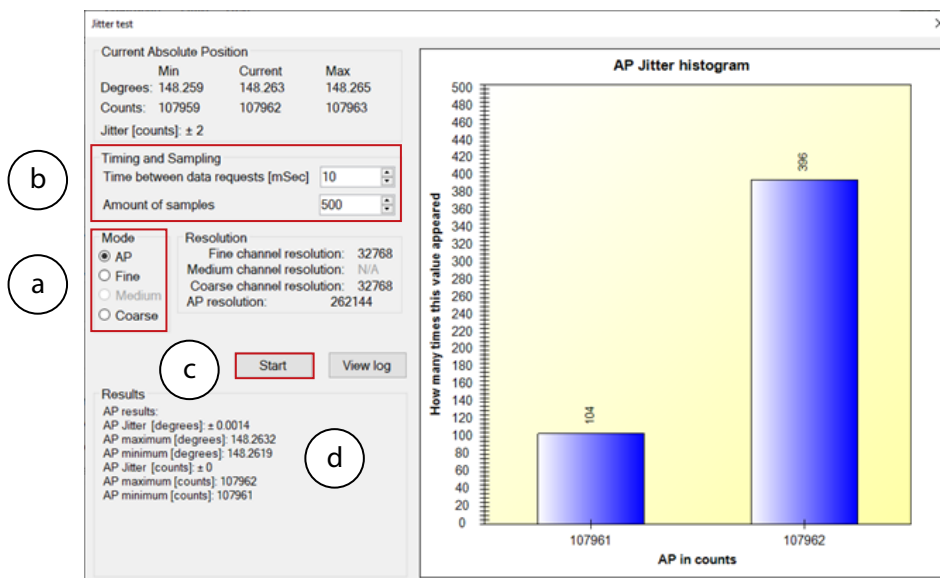 Jitter test
Current Absolute Position
Min Current Max
Degrees: 148.259 148.263 148.265
Counts: 107959 107962 107963
Jitter [counts]: ± 2
b
Timing and Sampling
Time between data requests [mSec] 10
Amount of samples 500
a
Mode
AP
Fine
Medium
Coarse
Resolution
Fine channel resolution: 32768
Medium channel resolution: N/A
Coarse channel resolution: 32768
AP resolution: 262144
c
Start
View log
Results
AP results:
AP Jitter [degrees]: ± 0.0014
AP maximum [degrees]: 148.2632
AP minimum [degrees]: 148.2619
AP Jitter [counts]: ± 0
AP maximum [counts]: 107962
AP minimum [counts]: 107961
d
AP Jitter histogram
How many times this value appeared
500
480
460
440
420
400
380
360
340
320
300
280
260
240
220
200
180
160
140
120
100
80
60
40
20
0
104
396
107961 107962
AP in counts